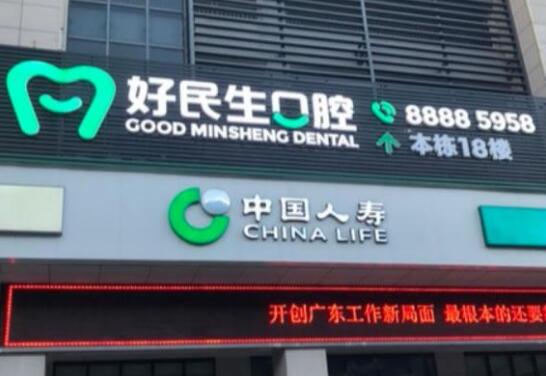 好民生口腔
GOOD MINSHENG DENTAL
8888 5958
本栋18楼
中国人寿
CHINA LIFE
开创广东工作新局面 最根本的还要